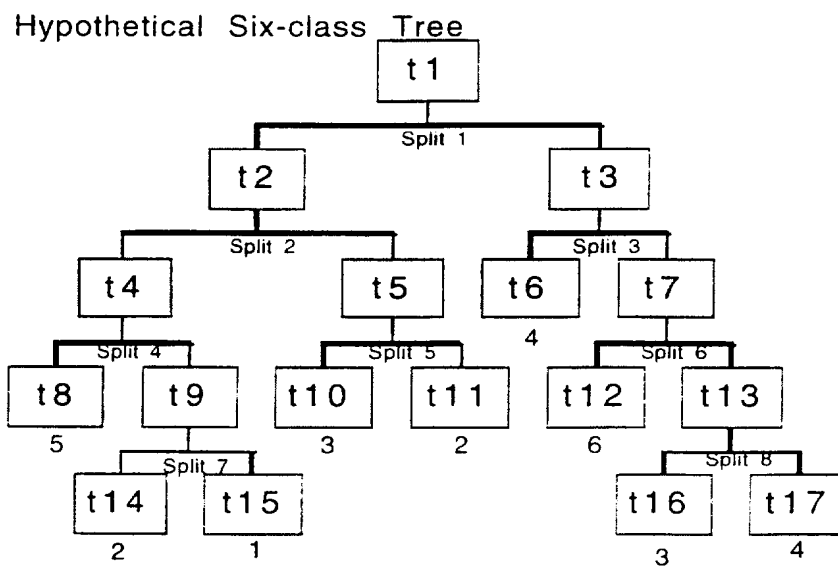 Hypothetical Six-class Tree
t1
Split 1
t2 t3
Split 2 Split 3
t4 t5 t6 t7
4
Split 4 Split 5 Split 6
t8 t9 t10 t11 t12 t13
5 3 2 6
Split 7 Split 8
t14 t15 t16 t17
2 1 3 4